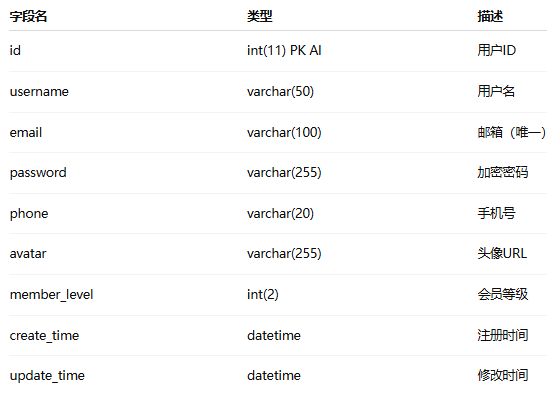 字段名 类型 描述
id int(11) PK AI 用户ID
username varchar(50) 用户名
email varchar(100) 邮箱（唯一）
password varchar(255) 加密密码
phone varchar(20) 手机号
avatar varchar(255) 头像URL
member_level int(2) 会员等级
create_time datetime 注册时间
update_time datetime 修改时间